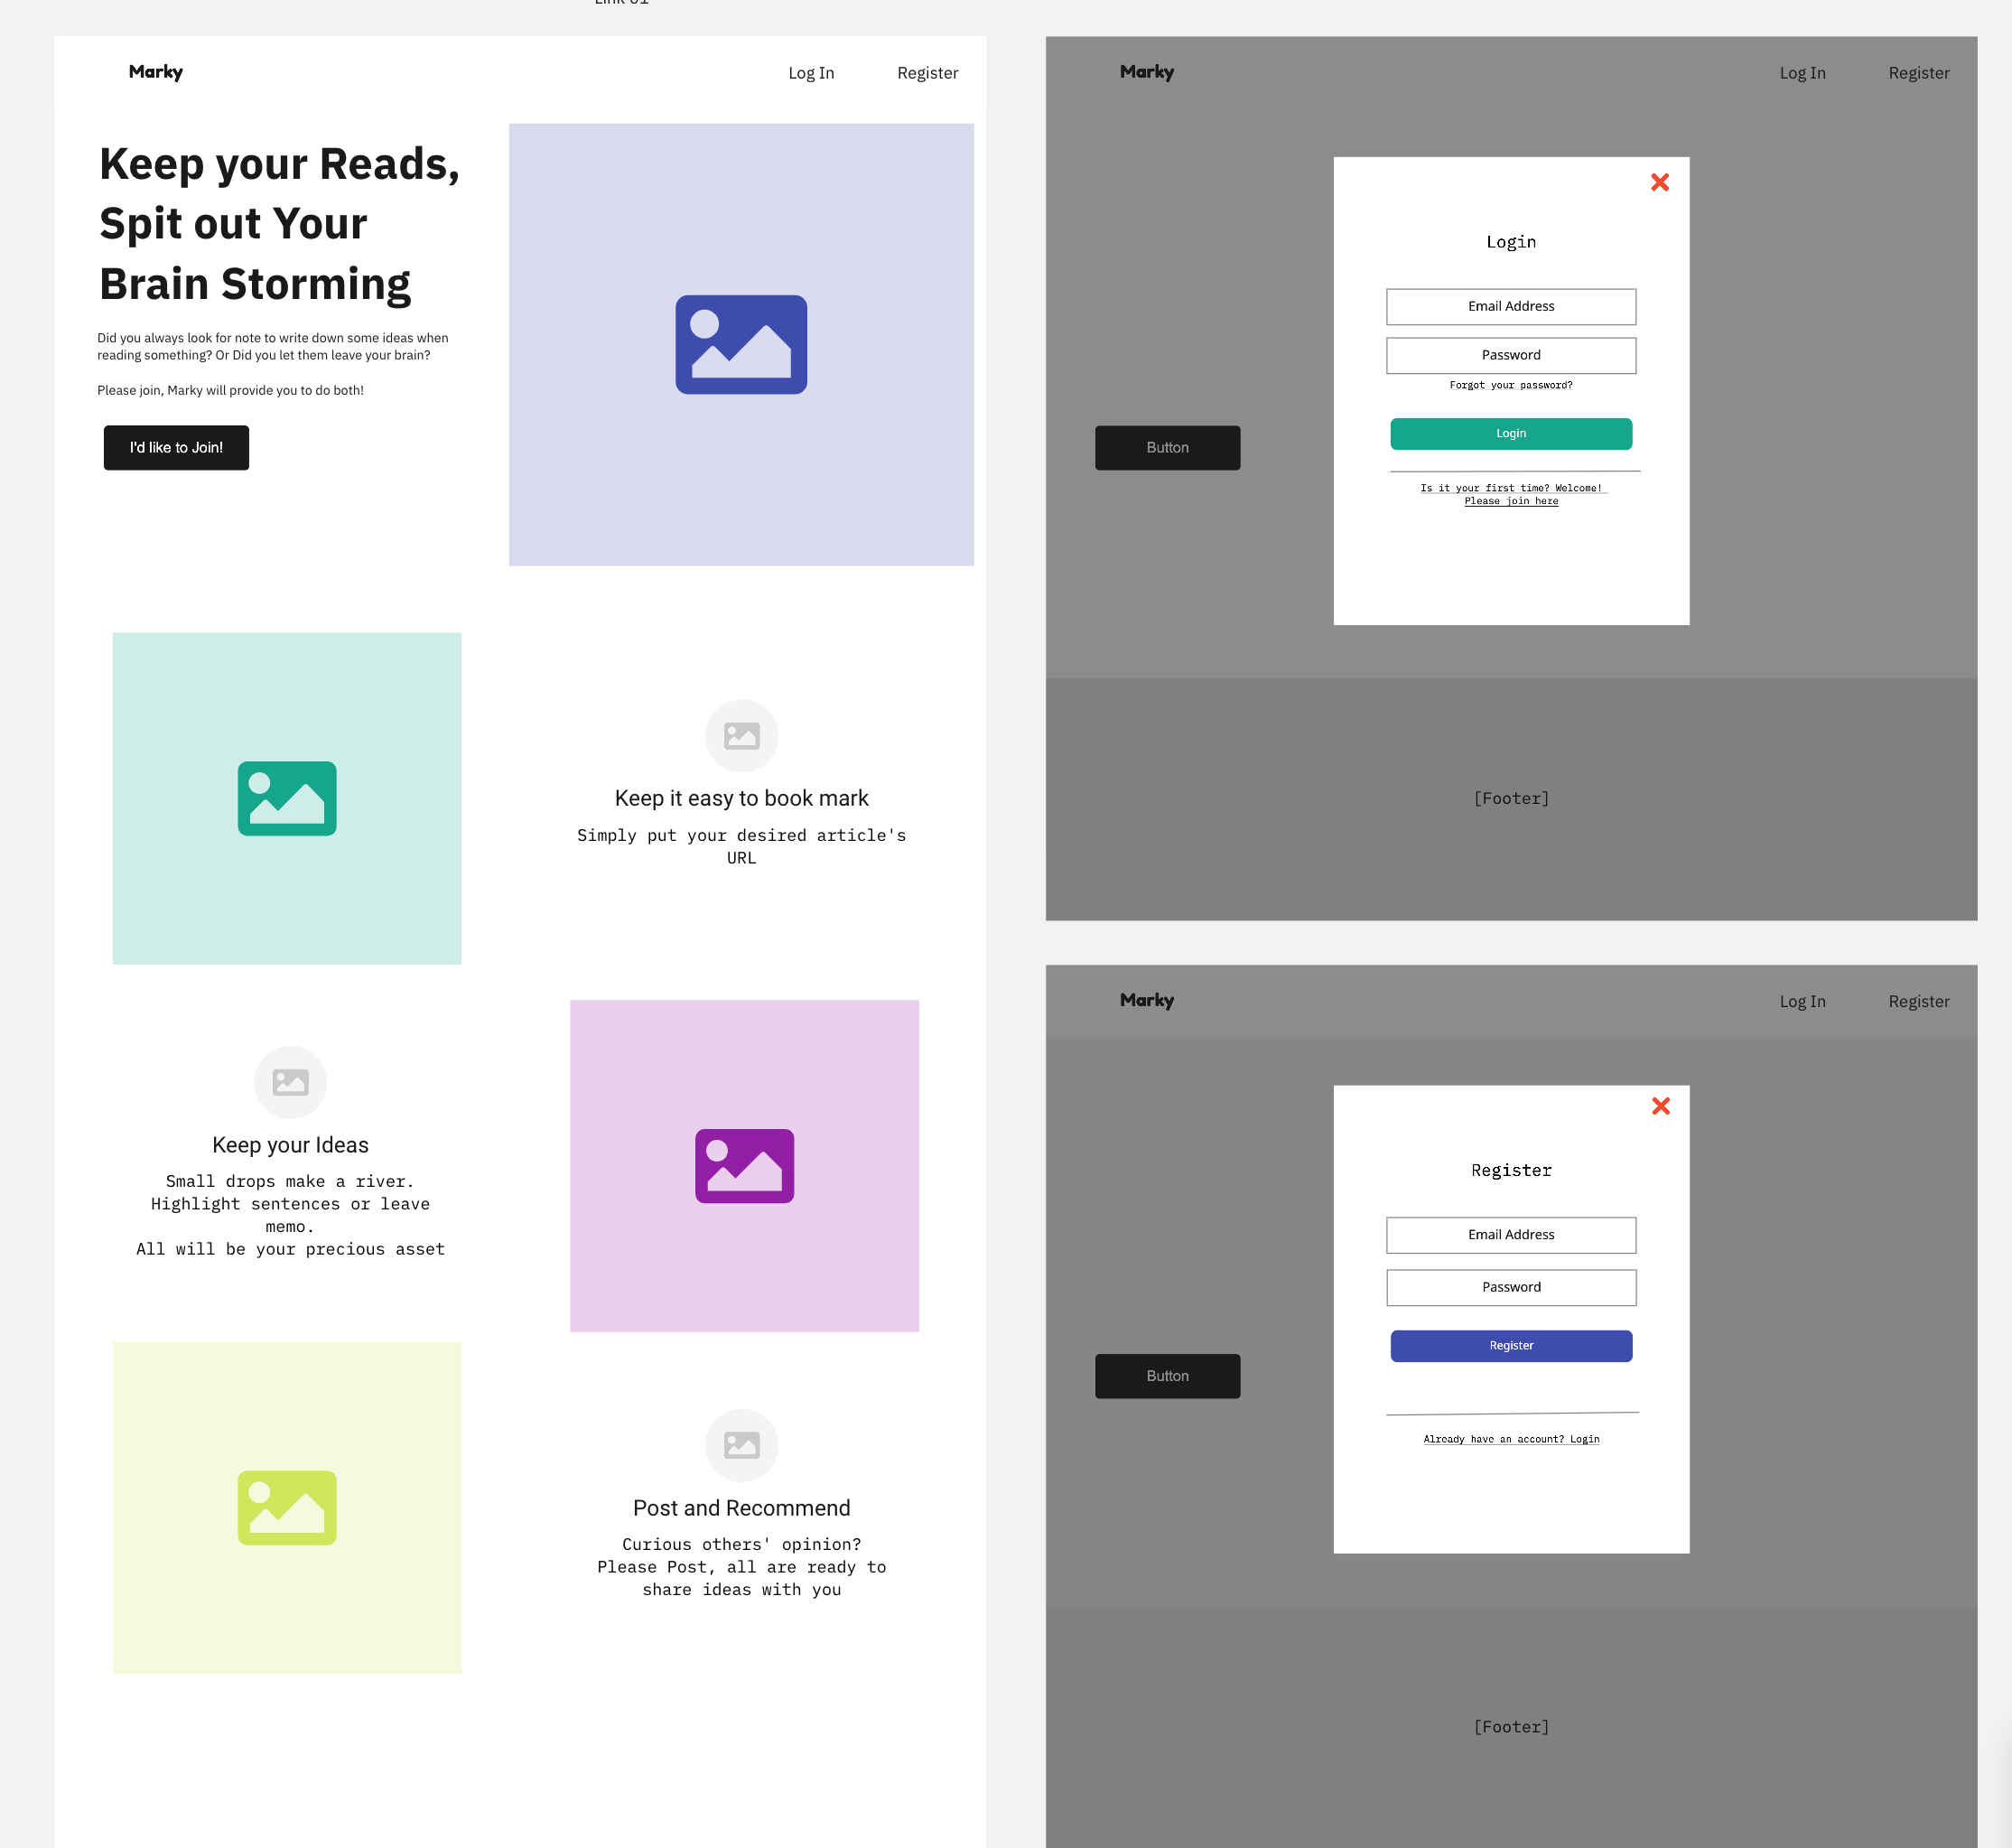 Marky
Log In
Register
Keep your Reads,
Spit out Your
Brain Storming
Did you always look for note to write down some ideas when
reading something? Or Did you let them leave your brain?
Please join, Marky will provide you to do both!
I'd like to Join!
Keep it easy to book mark
Simply put your desired article's
URL
Keep your Ideas
Small drops make a river.
Highlight sentences or leave
memo.
All will be your precious asset
Post and Recommend
Curious others' opinion?
Please Post, all are ready to
share ideas with you
Marky
Log In
Register
Login
Email Address
Password
Forgot your password?
Login
Is it your first time? Welcome!
Please join here
Button
[Footer]
Marky
Log In
Register
Register
Email Address
Password
Register
Already have an account? Login
Button
[Footer]